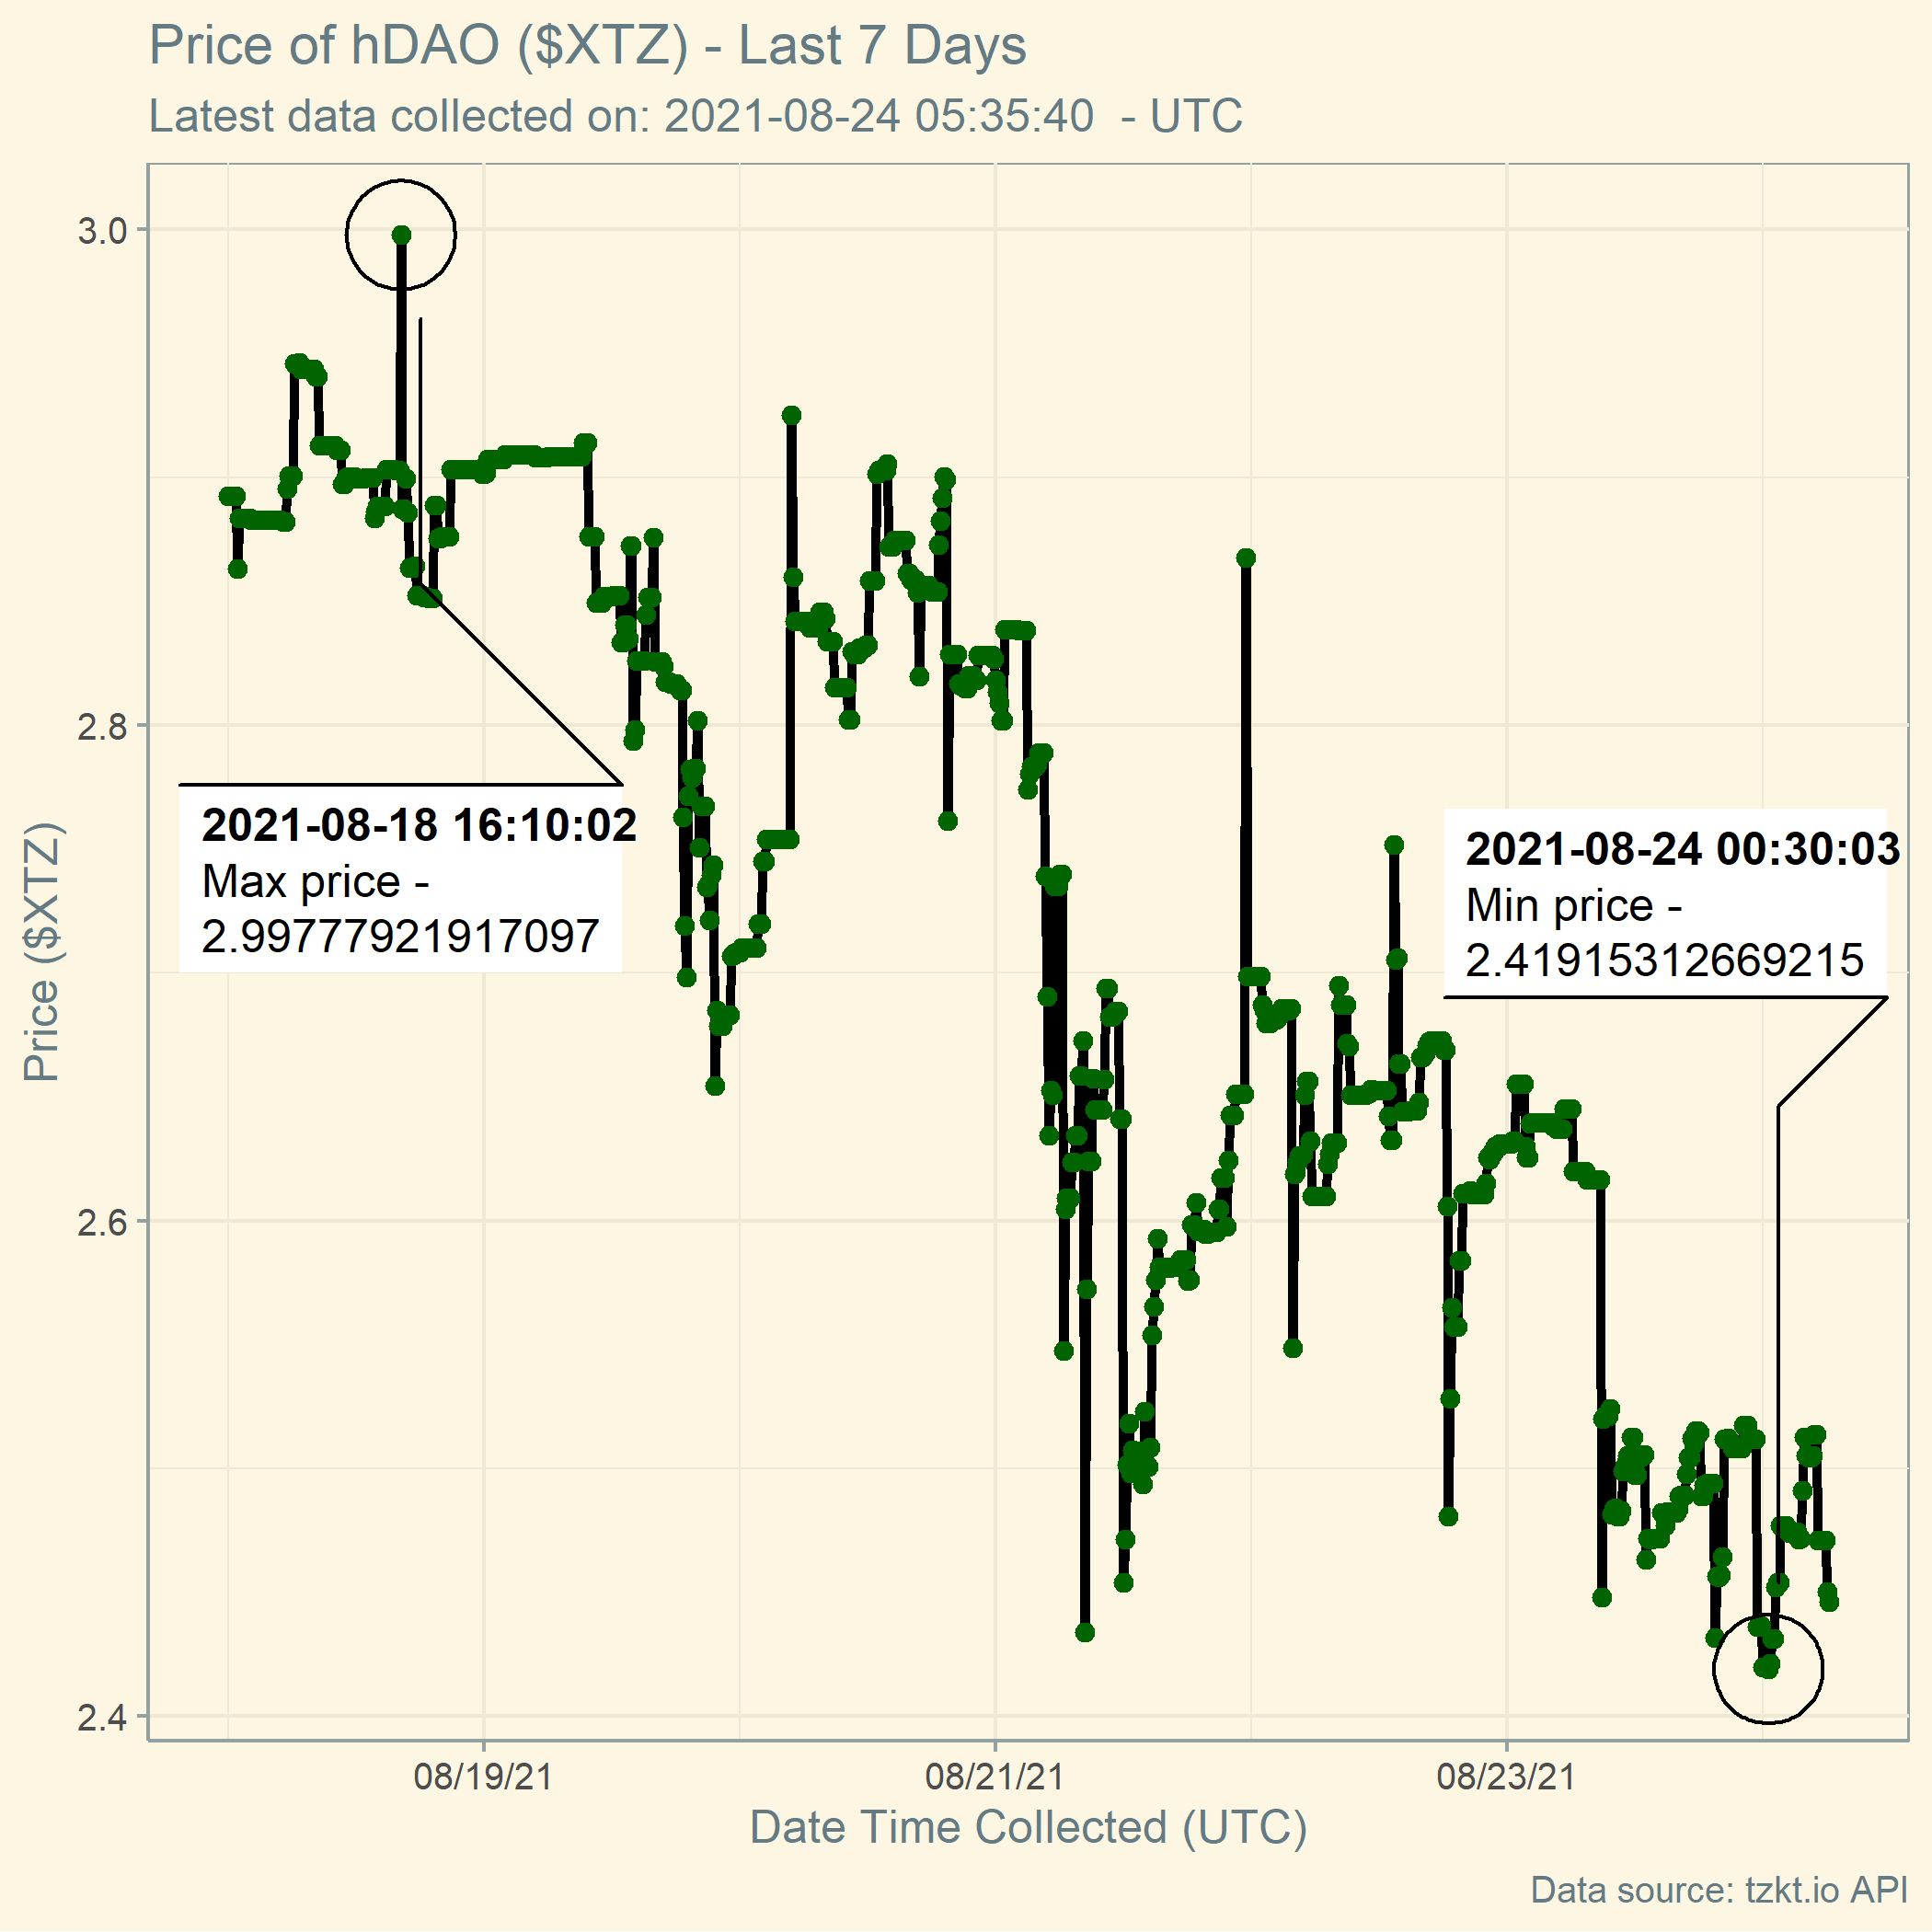 Price of hDAO ($XTZ) - Last 7 Days
Latest data collected on: 2021-08-24 05:35:40  - UTC
3.0
2.8
2.6
2.4
Price ($XTZ)
2021-08-18 16:10:02
Max price -
2.997777921917097
2021-08-24 00:30:03
Min price -
2.41915312669215
08/19/21
08/21/21
08/23/21
Date Time Collected (UTC)
Data source: tzkt.io API